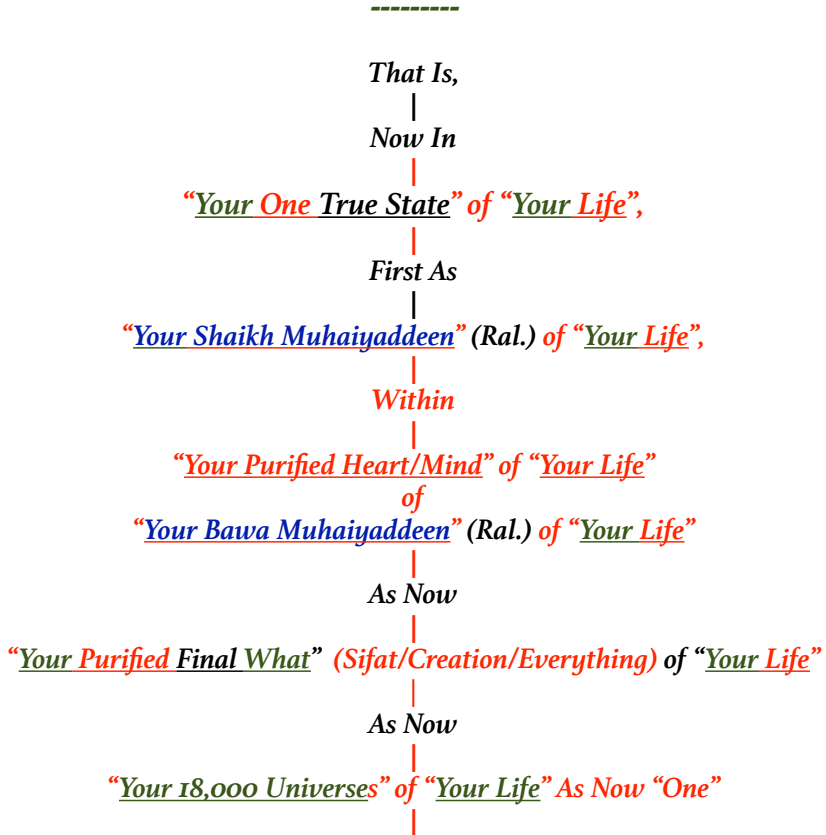 ---------
That Is,
|
Now In
|
“Your One True State” of “Your Life”,
|
First As
|
“Your Shaikh Muhaiyaddeen” (Ral.) of “Your Life”,
|
Within
|
“Your Purified Heart/Mind” of “Your Life”
of
“Your Bawa Muhaiyaddeen” (Ral.) of “Your Life”
|
As Now
|
“Your Purified Final What” (Sifat/Creation/Everything) of “Your Life”
|
As Now
|
“Your 18,000 Universes” of “Your Life” As Now “One”
|